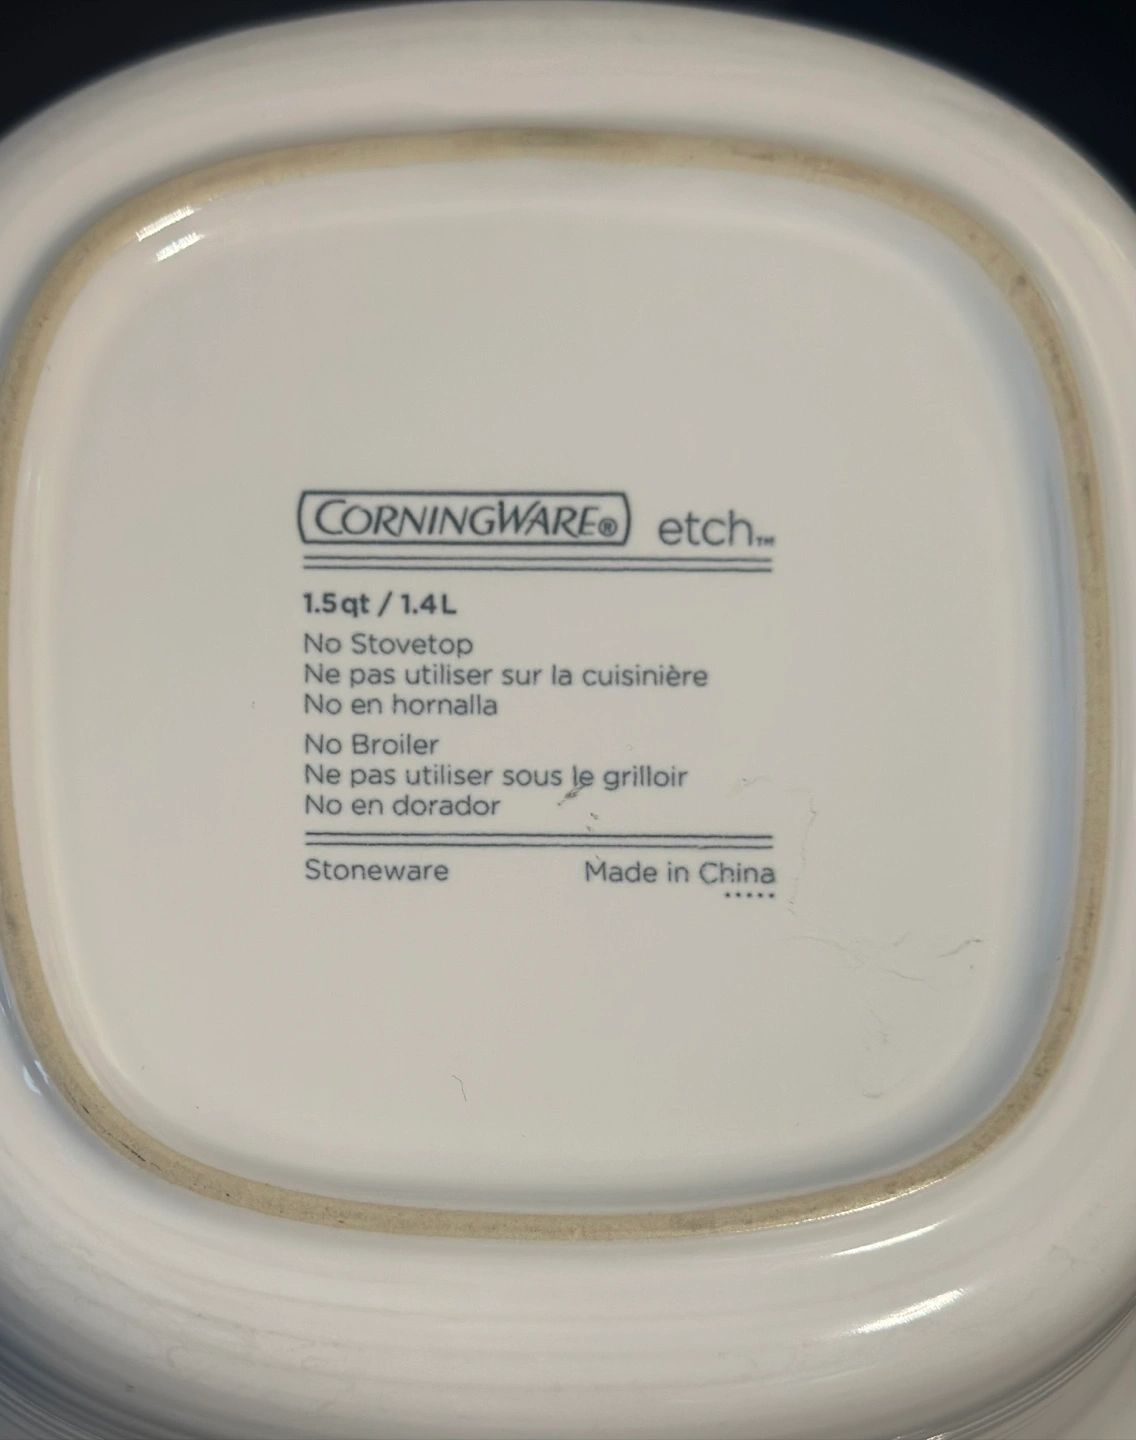 CORNINGWARE® etch™
1.5qt / 1.4L
No Stovetop
Ne pas utiliser sur la cuisinière
No en hornalla
No Broiler
Ne pas utiliser sous le grilloir
No en dorador
Stoneware Made in China